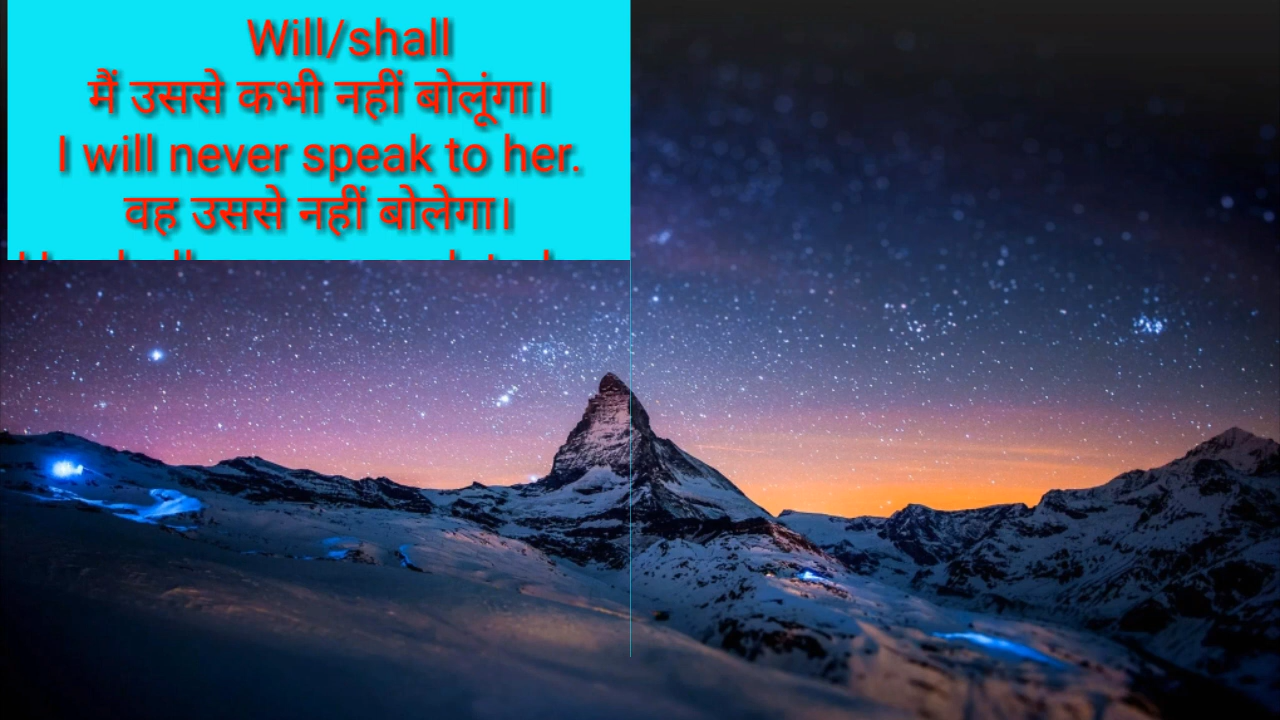 Will/shall
मैं उससे कभी नहीं बोलूंगा।
I will never speak to her.
वह उससे नहीं बोलेगा।